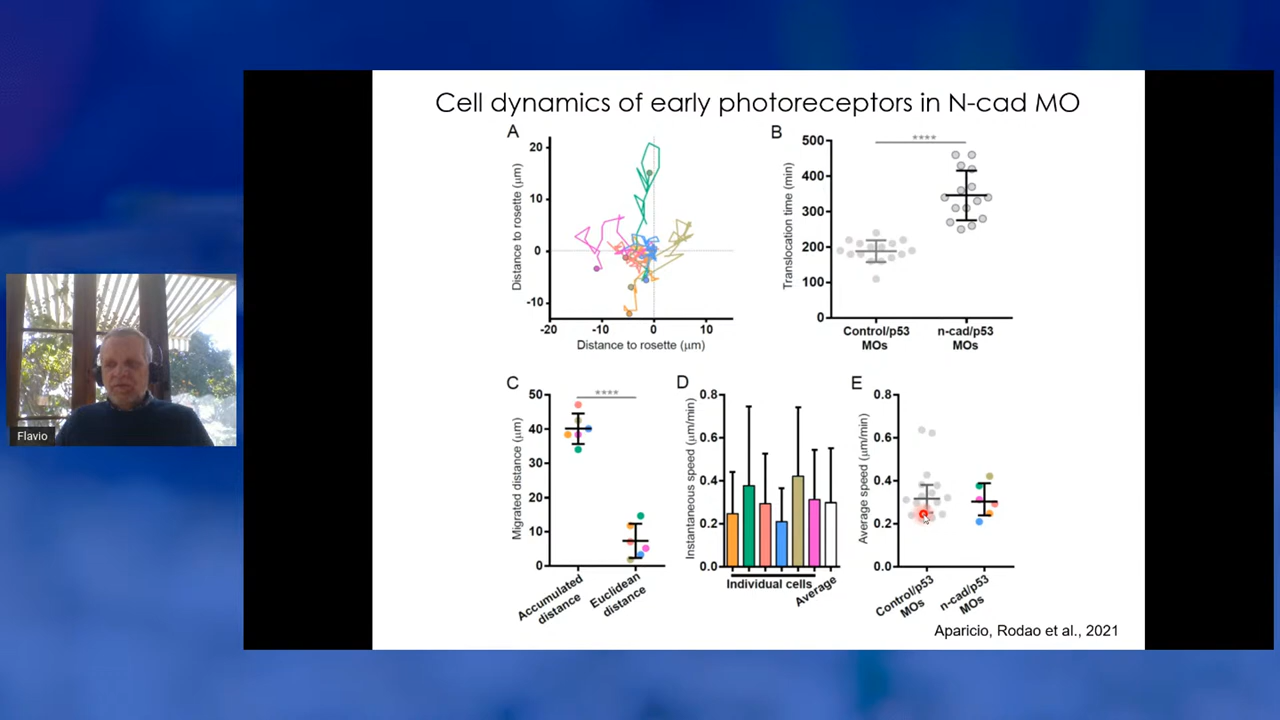 Cell dynamics of early photoreceptors in N-cad MO
A
20
10
0
-10
-20
-10
0
10
Distance to rosette (μm)
Distance to rosette (μm)
B
****
500
400
300
200
100
0
Translocation time (min)
Control/p53
MOs
n-cad/p53
MOs
C
****
50
40
30
20
10
0
Migrated distance (μm)
Accumulated
distance
Euclidean
distance
D
0.8
0.6
0.4
0.2
0.0
Instantaneous speed (μm/min)
Individual cells
Average
E
0.8
0.6
0.4
0.2
0.0
Average speed (μm/min)
Control/p53
MOs
n-cad/p53
MOs
Aparicio, Rodao et al., 2021
Flavio